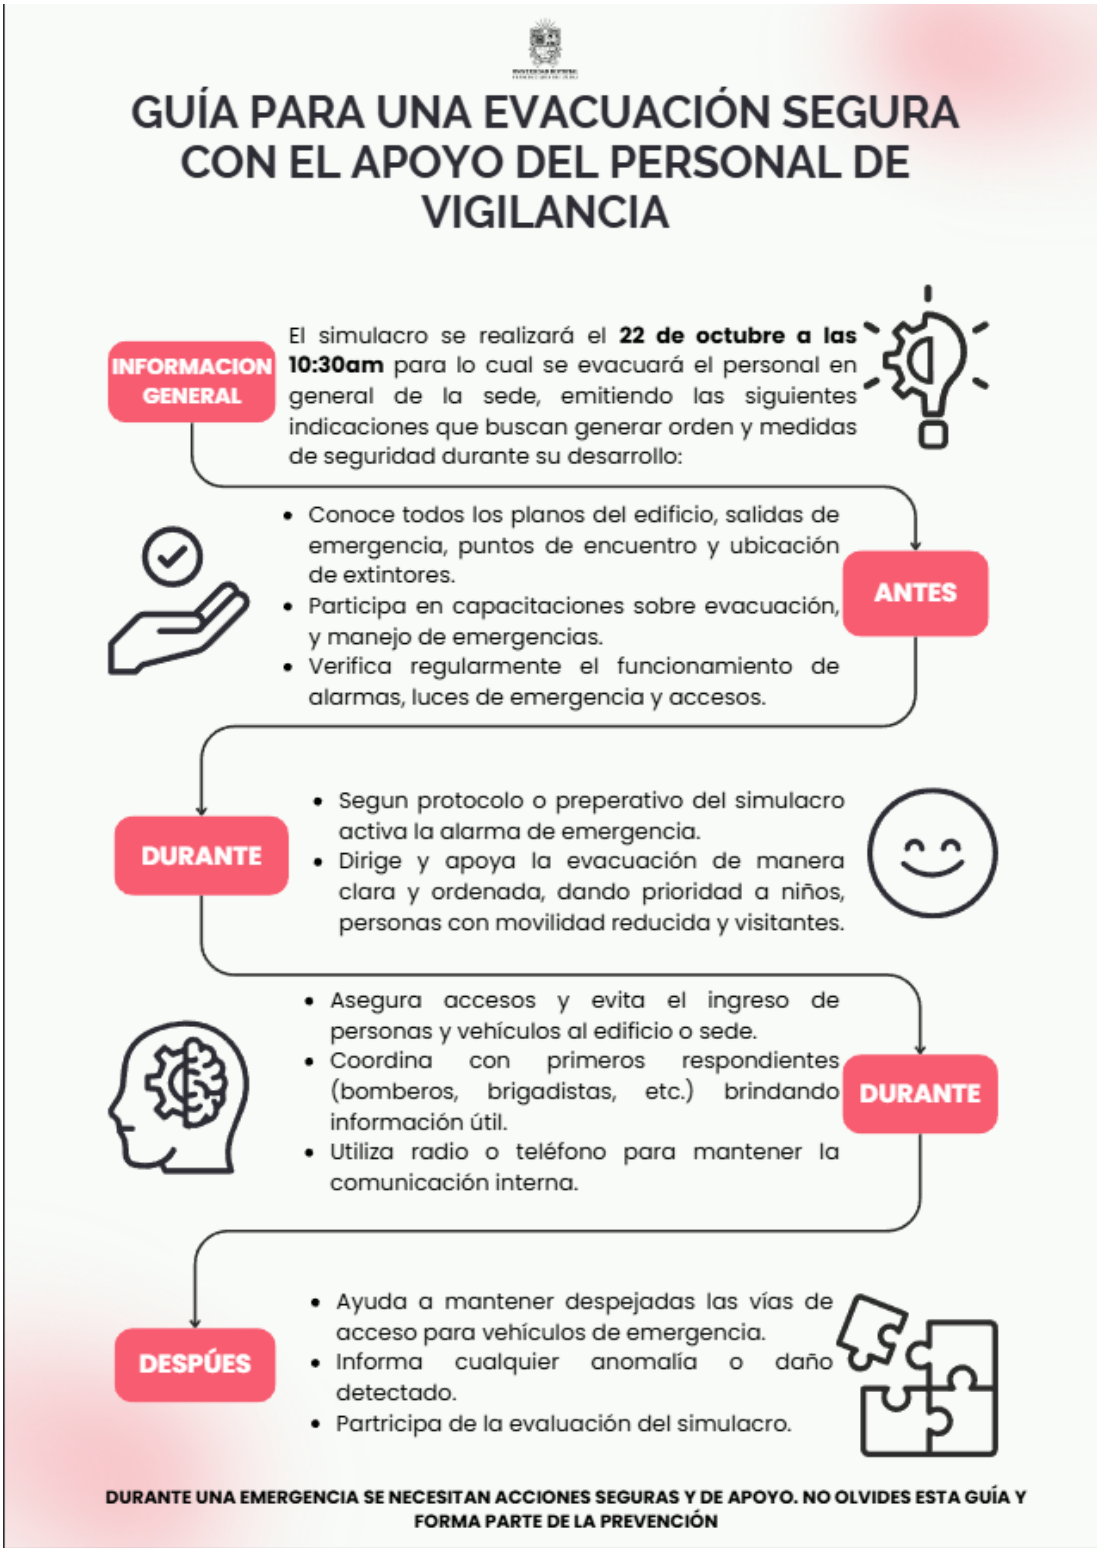 UNIVERSIDAD DISTRITAL
GUÍA PARA UNA EVACUACIÓN SEGURA
CON EL APOYO DEL PERSONAL DE
VIGILANCIA
INFORMACION
GENERAL
El simulacro se realizará el 22 de octubre a las
10:30am para lo cual se evacuará el personal en
general de la sede, emitiendo las siguientes
indicaciones que buscan generar orden y medidas
de seguridad durante su desarrollo:
ANTES
• Conoce todos los planos del edificio, salidas de
emergencia, puntos de encuentro y ubicación
de extintores.
• Participa en capacitaciones sobre evacuación,
y manejo de emergencias.
• Verifica regularmente el funcionamiento de
alarmas, luces de emergencia y accesos.
DURANTE
• Segun protocolo o preperativo del simulacro
activa la alarma de emergencia.
• Dirige y apoya la evacuación de manera
clara y ordenada, dando prioridad a niños,
personas con movilidad reducida y visitantes.
DURANTE
• Asegura accesos y evita el ingreso de
personas y vehículos al edificio o sede.
• Coordina con primeros respondientes
(bomberos, brigadistas, etc.) brindando
información útil.
• Utiliza radio o teléfono para mantener la
comunicación interna.
DESPÚES
• Ayuda a mantener despejadas las vías de
acceso para vehículos de emergencia.
• Informa cualquier anomalía o daño
detectado.
• Partricipa de la evaluación del simulacro.
DURANTE UNA EMERGENCIA SE NECESITAN ACCIONES SEGURAS Y DE APOYO. NO OLVIDES ESTA GUÍA Y
FORMA PARTE DE LA PREVENCIÓN